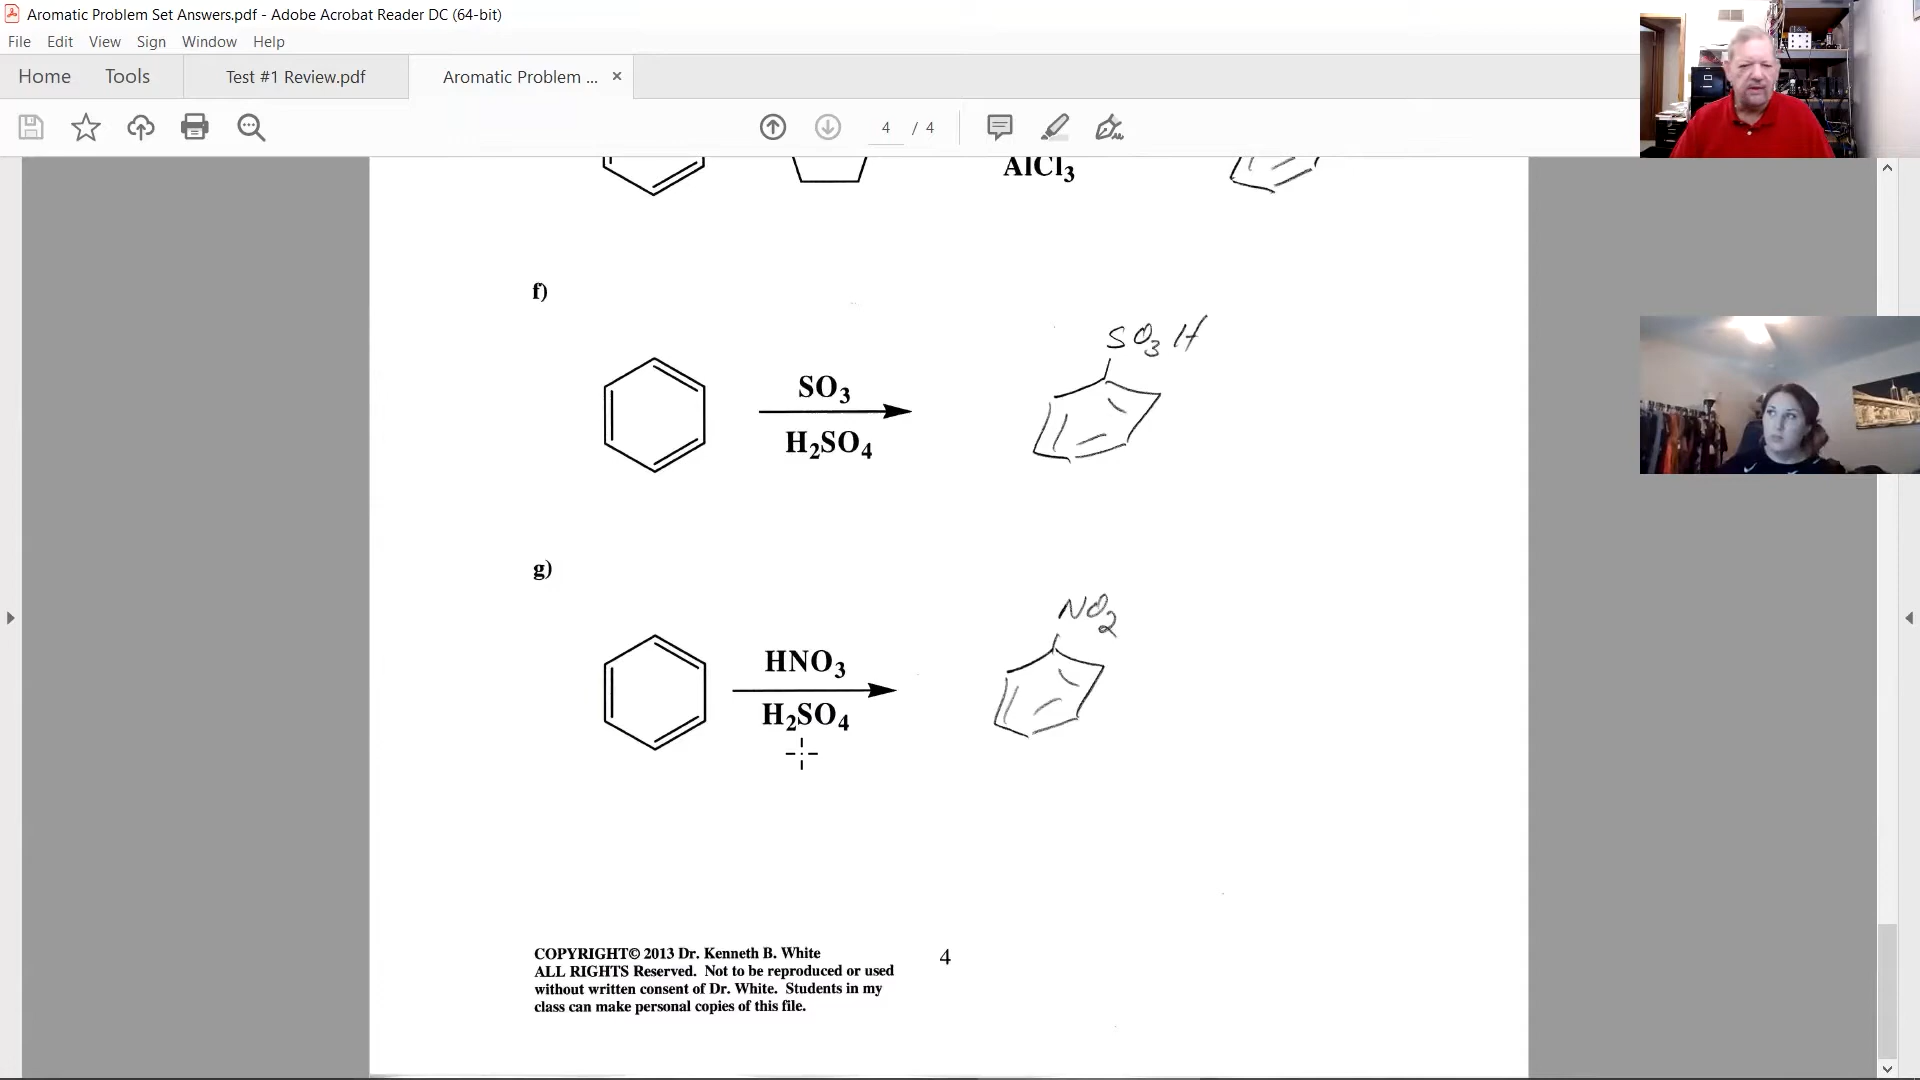 Aromatic Problem Set Answers.pdf - Adobe Acrobat Reader DC (64-bit)
File Edit View Sign Window Help
Home Tools Test #1 Review.pdf Aromatic Problem ... ×
4 / 4
AlCl3
f)
SO3H
SO3
H2SO4
g)
NO2
HNO3
H2SO4
COPYRIGHT© 2013 Dr. Kenneth B. White
ALL RIGHTS Reserved. Not to be reproduced or used
without written consent of Dr. White. Students in my
class can make personal copies of this file.
4